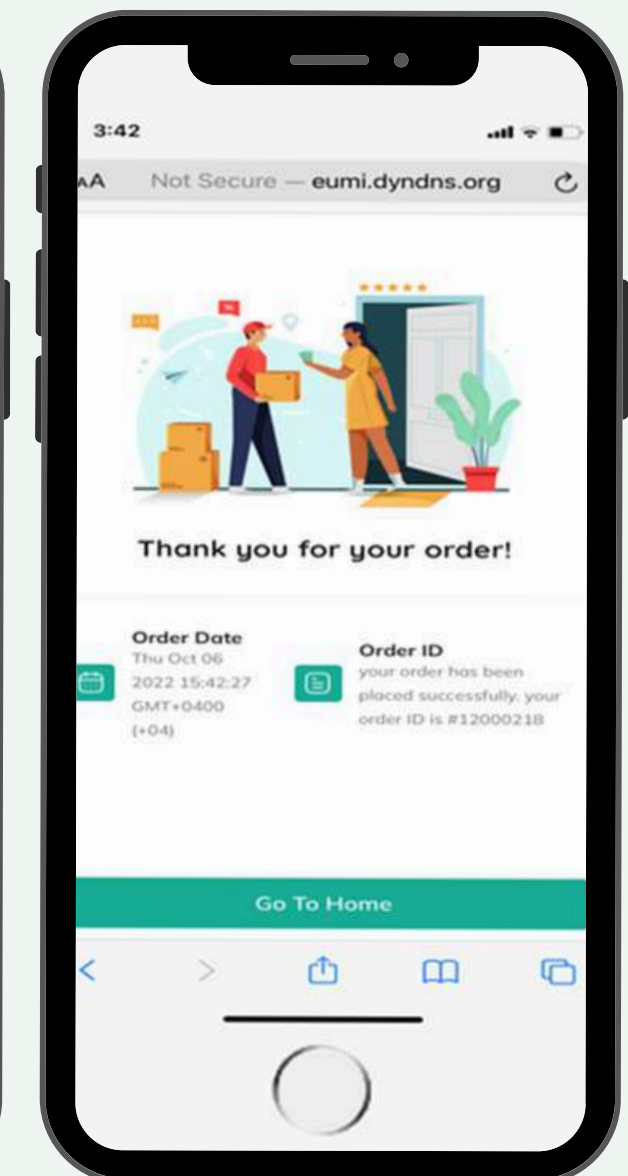 3:42
AA Not Secure — eumi.dyndns.org
Thank you for your order!
Order Date
Thu Oct 06
2022 15:42:27
GMT+0400
(+04)
Order ID
your order has been
placed successfully. your
order ID is #12000218
Go To Home